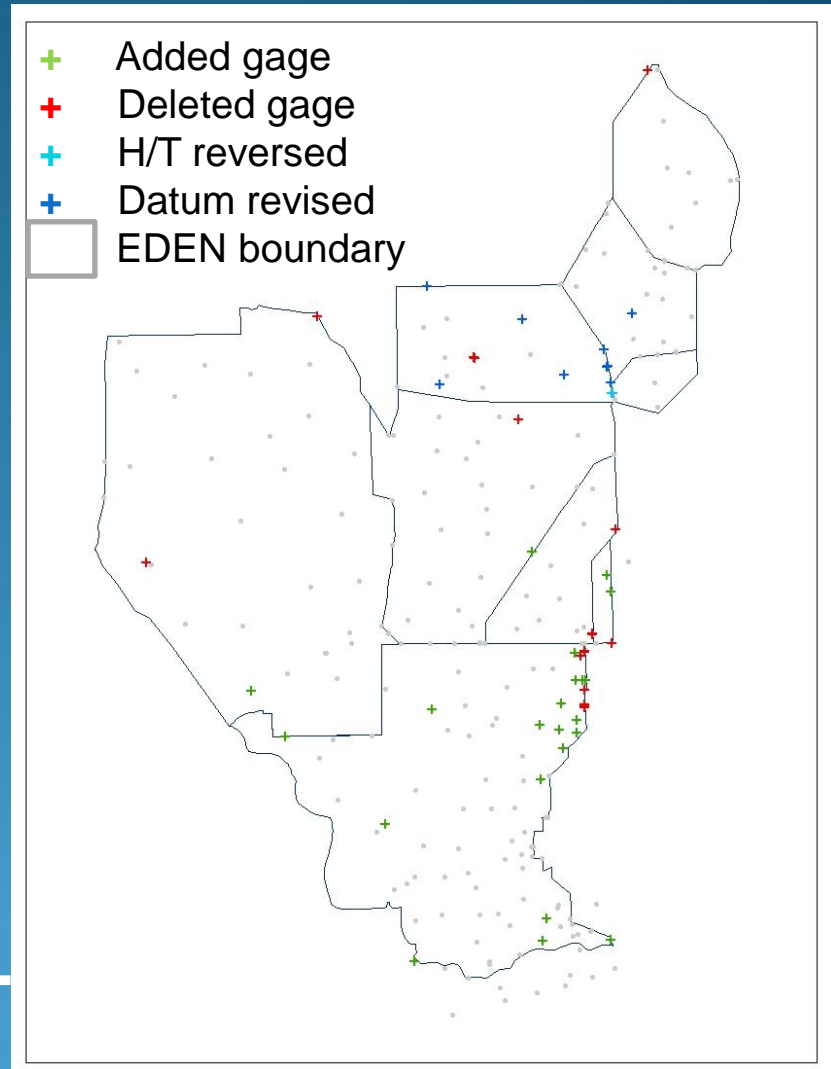 + Added gage
+ Deleted gage
+ H/T reversed
+ Datum revised
EDEN boundary